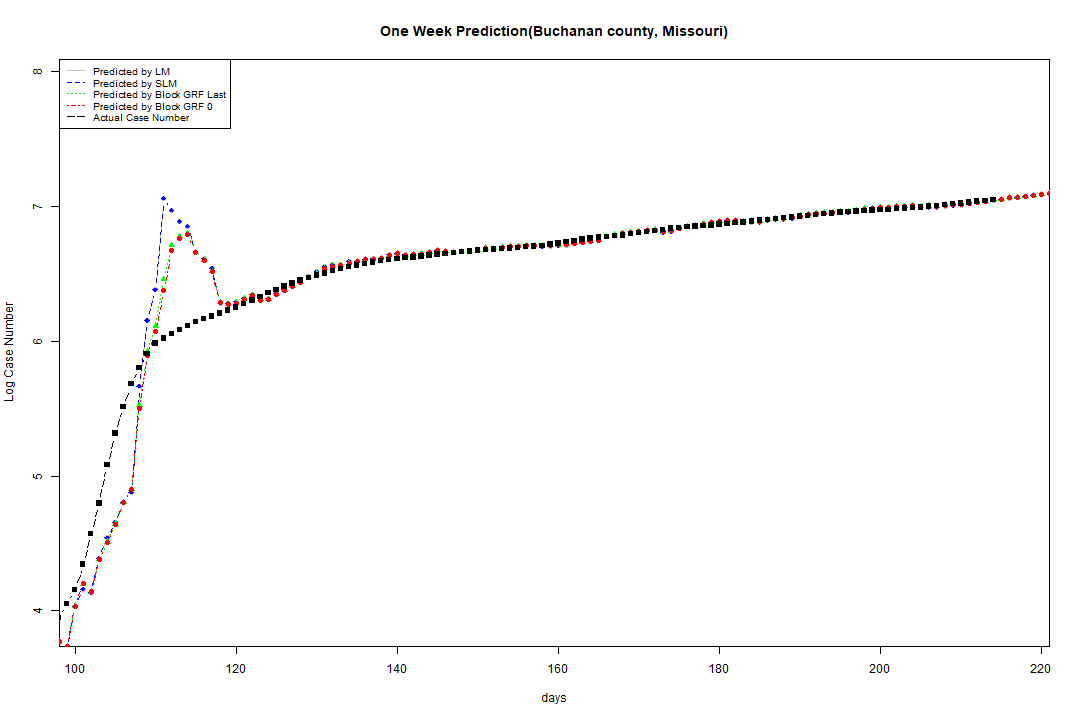 One Week Prediction(Buchanan county, Missouri)
Predicted by LM
Predicted by SLM
Predicted by Block GRF Last
Predicted by Block GRF 0
Actual Case Number
Log Case Number
8
7
6
5
4
100 120 140 160 180 200 220
days